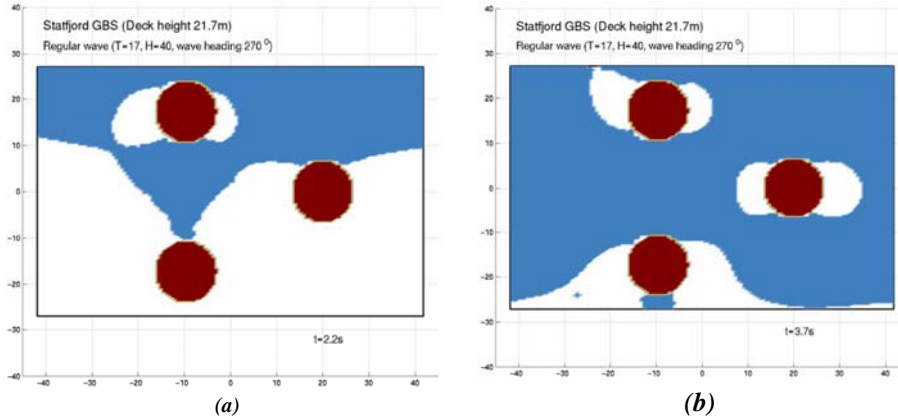 Statfjord GBS (Deck height 21.7m)
Regular wave (T=17, H=40, wave heading 270 ⁰)
40
30
20
10
0
−10
−20
−30
−40
t=2.2s
−40 −30 −20 −10 0 10 20 30 40
(a)
Statfjord GBS (Deck height 21.7m)
Regular wave (T=17, H=40, wave heading 270 ⁰)
40
30
20
10
0
−10
−20
−30
−40
t=3.7s
−40 −30 −20 −10 0 10 20 30 40
(b)